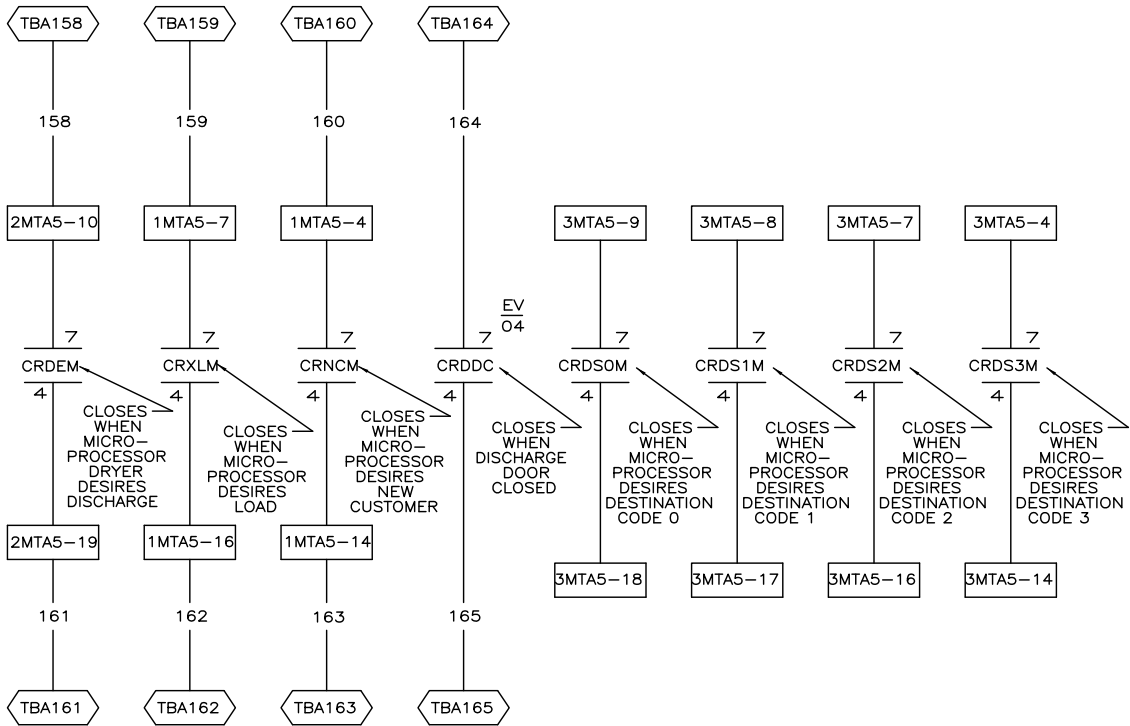 TBA158
TBA159
TBA160
TBA164
158
159
160
164
2MTA5-10
1MTA5-7
1MTA5-4
3MTA5-9
3MTA5-8
3MTA5-7
3MTA5-4
EV
04
7
7
7
7
7
7
7
7
CRDEM
CRXLM
CRNCM
CRDDC
CRDS0M
CRDS1M
CRDS2M
CRDS3M
4
4
4
4
4
4
4
4
CLOSES
WHEN
MICRO-
PROCESSOR
DRYER
DESIRES
DISCHARGE
CLOSES
WHEN
MICRO-
PROCESSOR
DESIRES
LOAD
CLOSES
WHEN
MICRO-
PROCESSOR
DESIRES
NEW
CUSTOMER
CLOSES
WHEN
DISCHARGE
DOOR
CLOSED
CLOSES
WHEN
MICRO-
PROCESSOR
DESIRES
DESTINATION
CODE 0
CLOSES
WHEN
MICRO-
PROCESSOR
DESIRES
DESTINATION
CODE 1
CLOSES
WHEN
MICRO-
PROCESSOR
DESIRES
DESTINATION
CODE 2
CLOSES
WHEN
MICRO-
PROCESSOR
DESIRES
DESTINATION
CODE 3
2MTA5-19
1MTA5-16
1MTA5-14
3MTA5-18
3MTA5-17
3MTA5-16
3MTA5-14
161
162
163
165
TBA161
TBA162
TBA163
TBA165